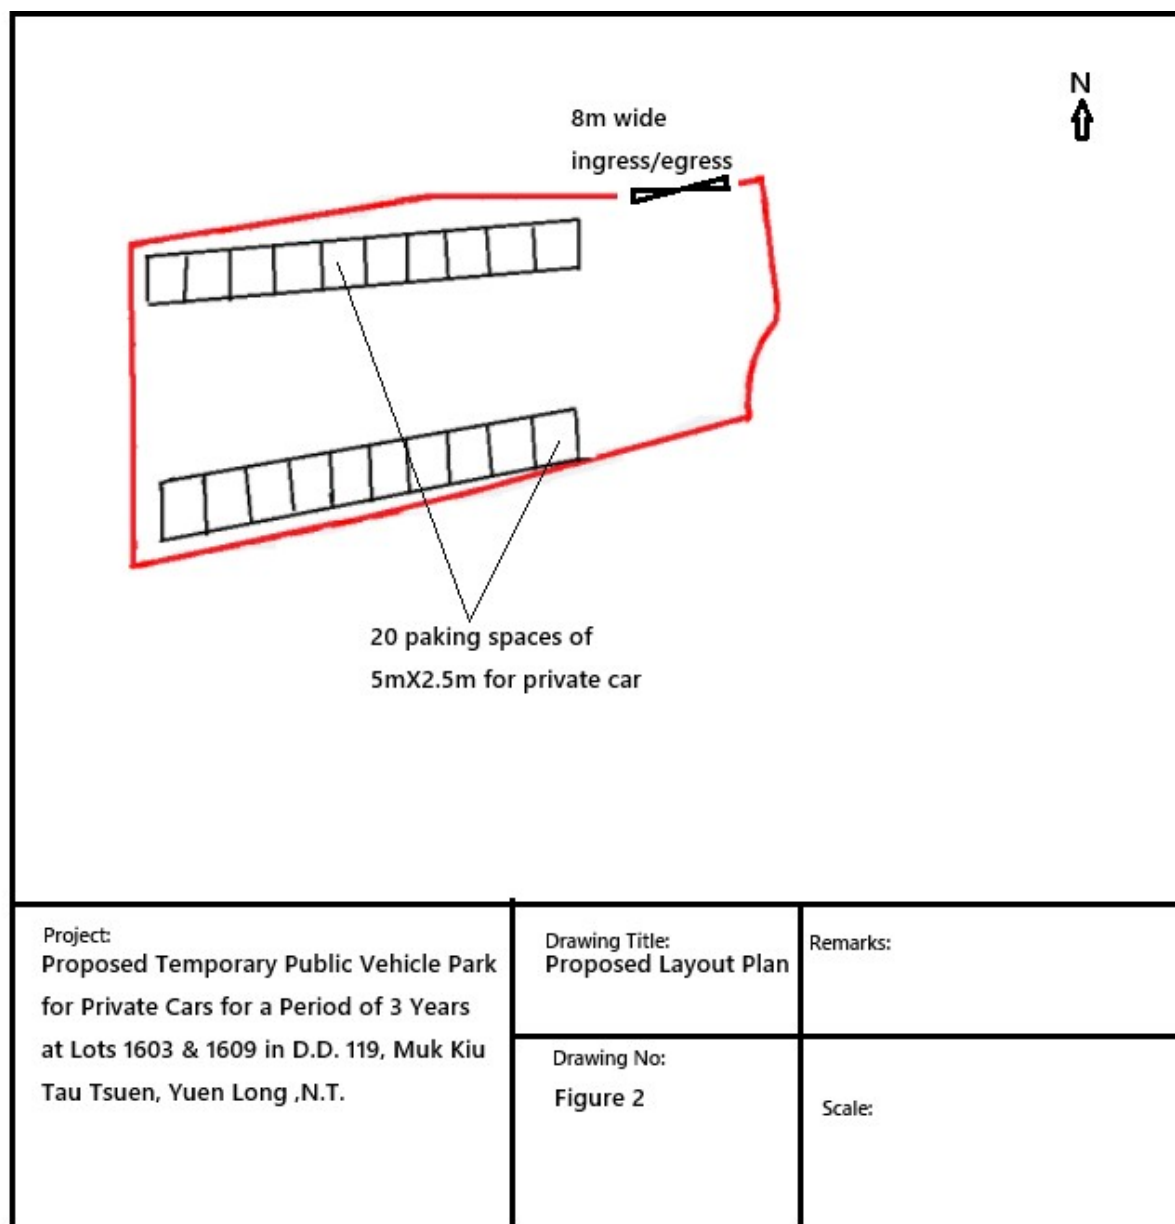 N
8m wide
ingress/egress
20 paking spaces of
5mX2.5m for private car
Project:
Proposed Temporary Public Vehicle Park
for Private Cars for a Period of 3 Years
at Lots 1603 & 1609 in D.D. 119, Muk Kiu
Tau Tsuen, Yuen Long ,N.T.
Drawing Title:
Proposed Layout Plan
Remarks:
Drawing No:
Figure 2
Scale: